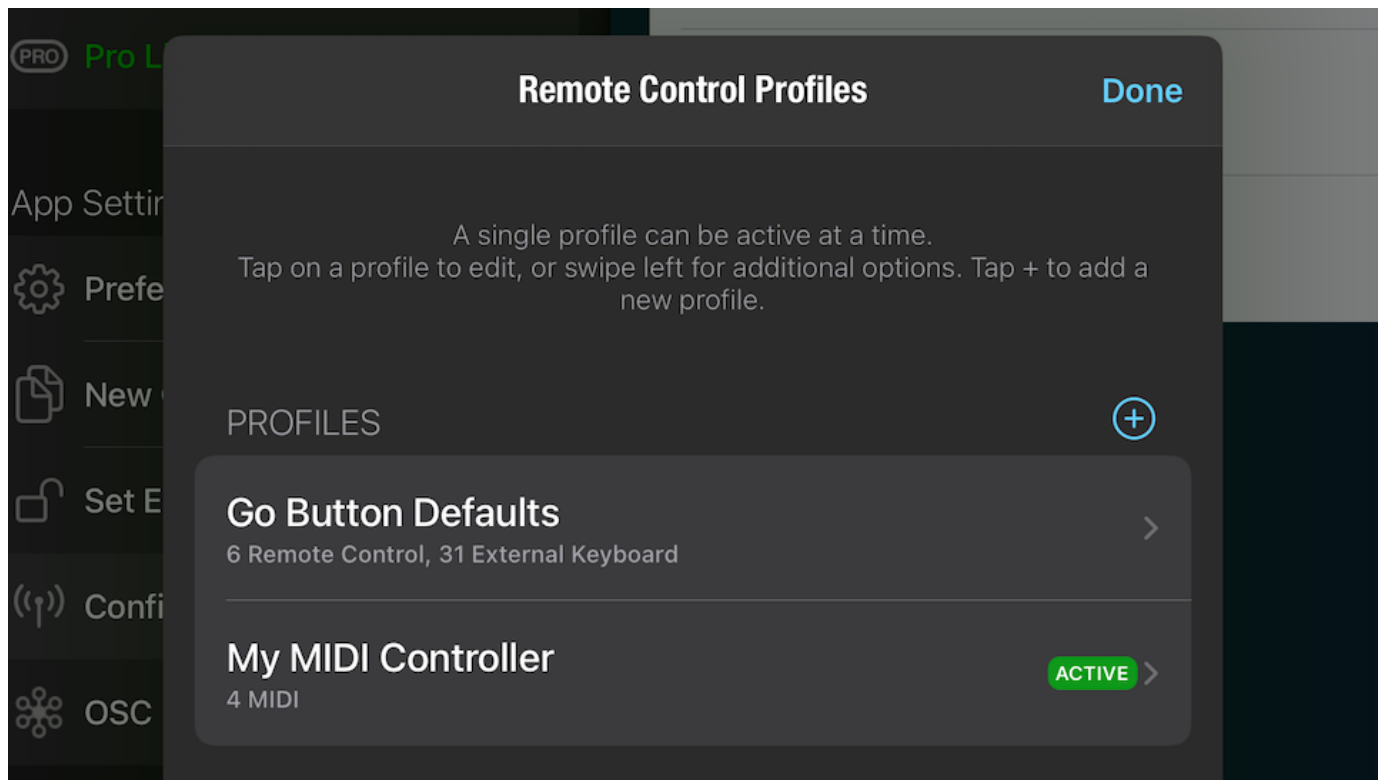 PRO Pro L
Remote Control Profiles
Done
App Settin
A single profile can be active at a time.
Tap on a profile to edit, or swipe left for additional options. Tap + to add a
new profile.
Prefe
New
PROFILES
Set E
Go Button Defaults
6 Remote Control, 31 External Keyboard
Confi
My MIDI Controller
4 MIDI
ACTIVE
OSC